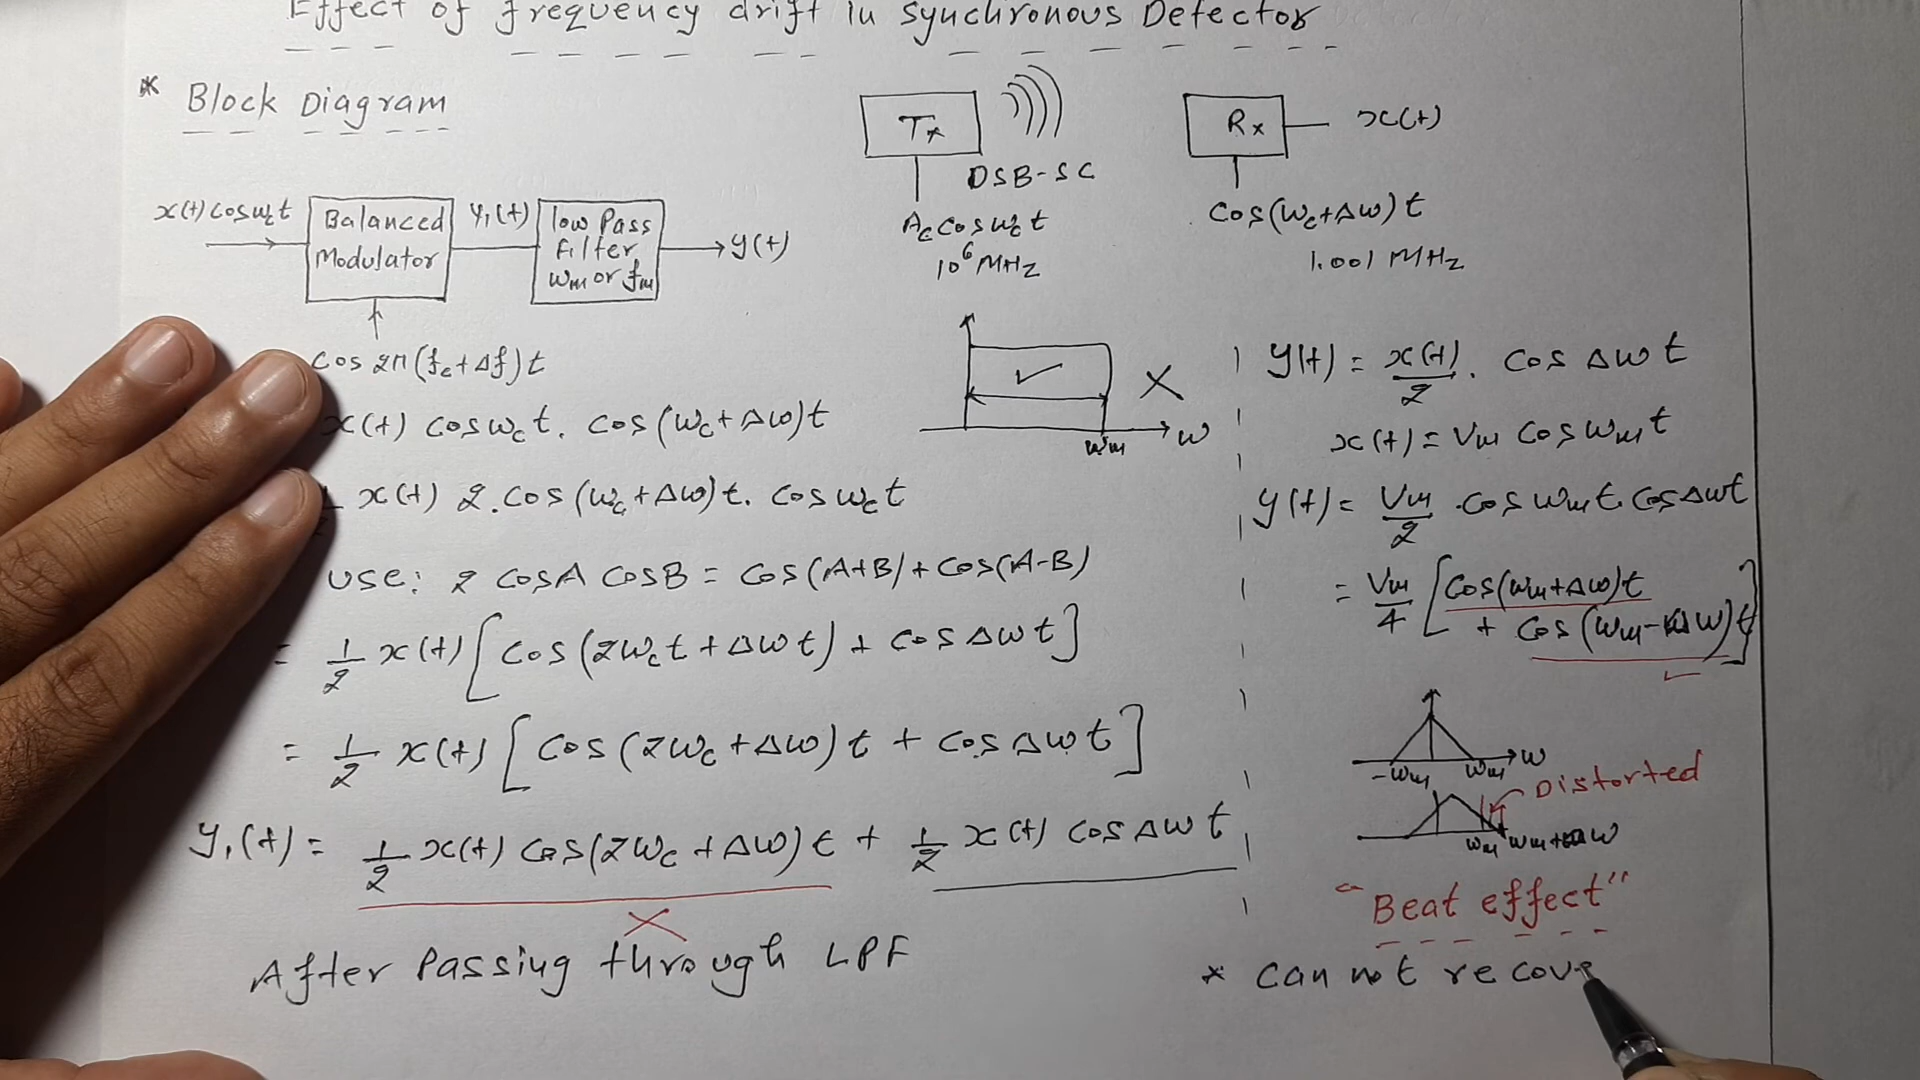 Effect of frequency drift in Synchronous Detector
* Block Diagram
x(t) cosωct
Balanced Modulator
y1(t)
low Pass
Filter
ωm or fm
y(t)
cos 2π(fc+Δf)t
Tx
DSB-SC
Ac cosωct
10^6 MHz
Rx
x(t)
cos(ωc+Δω)t
1.001 MHz
x(t) cosωct. cos(ωc+Δω)t
x(t) 2.cos(ωc+Δω)t. cosωct
USE: 2 cosA cosB = cos(A+B)+cos(A-B)
= 1/2 x(t)[cos(2ωct+Δωt) + cosΔωt]
= 1/2 x(t) [cos(2ωc+Δω)t + cosΔωt]
y1(t) = 1/2 x(t) cos(2ωc+Δω)t + 1/2 x(t) cosΔωt
After Passing through LPF
ωm
ω
y(t) = x(t)/2 . cosΔωt
x(t) = Vm cosωmt
y(t) = Vm/2 .cosωmt.cosΔωt
= Vm/4 [cos(ωm+Δω)t
+ cos(ωm-Δω)t]
-ωm ωm ω
Distorted
ωm ωm+Δω
"Beat effect"
* can not recove